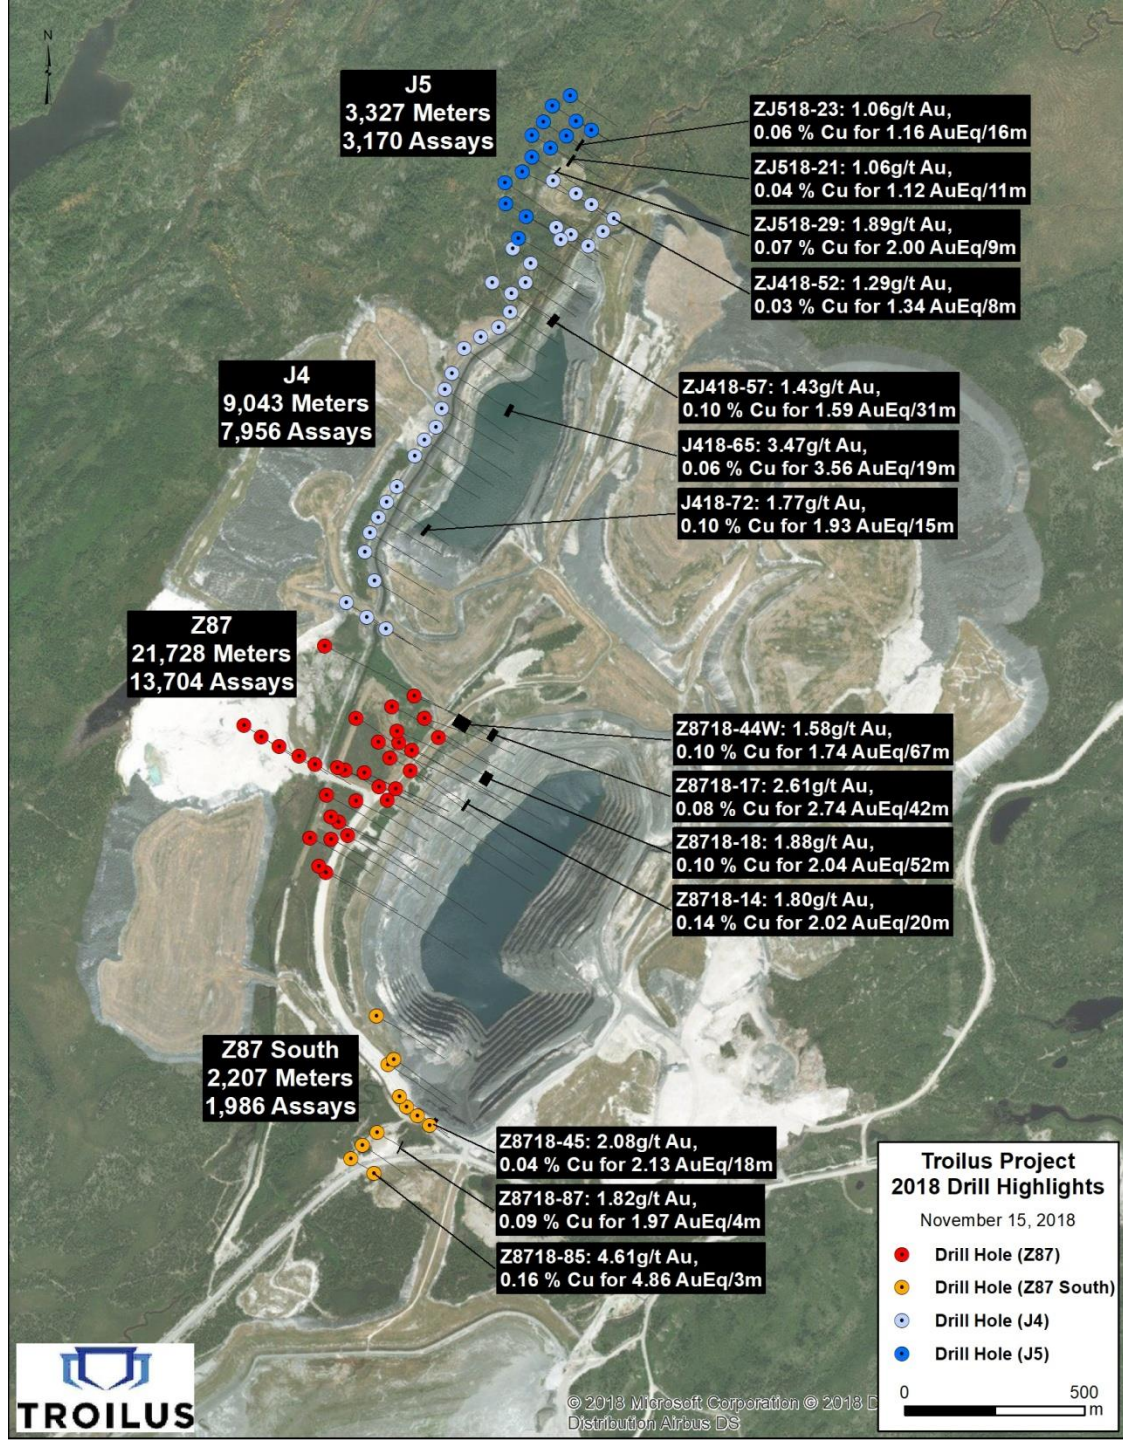 N
J5
3,327 Meters
3,170 Assays
ZJ518-23: 1.06g/t Au,
0.06 % Cu for 1.16 AuEq/16m
ZJ518-21: 1.06g/t Au,
0.04 % Cu for 1.12 AuEq/11m
ZJ518-29: 1.89g/t Au,
0.07 % Cu for 2.00 AuEq/9m
ZJ418-52: 1.29g/t Au,
0.03 % Cu for 1.34 AuEq/8m
J4
9,043 Meters
7,956 Assays
ZJ418-57: 1.43g/t Au,
0.10 % Cu for 1.59 AuEq/31m
J418-65: 3.47g/t Au,
0.06 % Cu for 3.56 AuEq/19m
J418-72: 1.77g/t Au,
0.10 % Cu for 1.93 AuEq/15m
Z87
21,728 Meters
13,704 Assays
Z8718-44W: 1.58g/t Au,
0.10 % Cu for 1.74 AuEq/67m
Z8718-17: 2.61g/t Au,
0.08 % Cu for 2.74 AuEq/42m
Z8718-18: 1.88g/t Au,
0.10 % Cu for 2.04 AuEq/52m
Z8718-14: 1.80g/t Au,
0.14 % Cu for 2.02 AuEq/20m
Z87 South
2,207 Meters
1,986 Assays
Z8718-45: 2.08g/t Au,
0.04 % Cu for 2.13 AuEq/18m
Z8718-87: 1.82g/t Au,
0.09 % Cu for 1.97 AuEq/4m
Z8718-85: 4.61g/t Au,
0.16 % Cu for 4.86 AuEq/3m
Troilus Project
2018 Drill Highlights
November 15, 2018
Drill Hole (Z87)
Drill Hole (Z87 South)
Drill Hole (J4)
Drill Hole (J5)
0 500
m
TROILUS
© 2018 Microsoft Corporation © 2018 D
Distribution Airbus DS